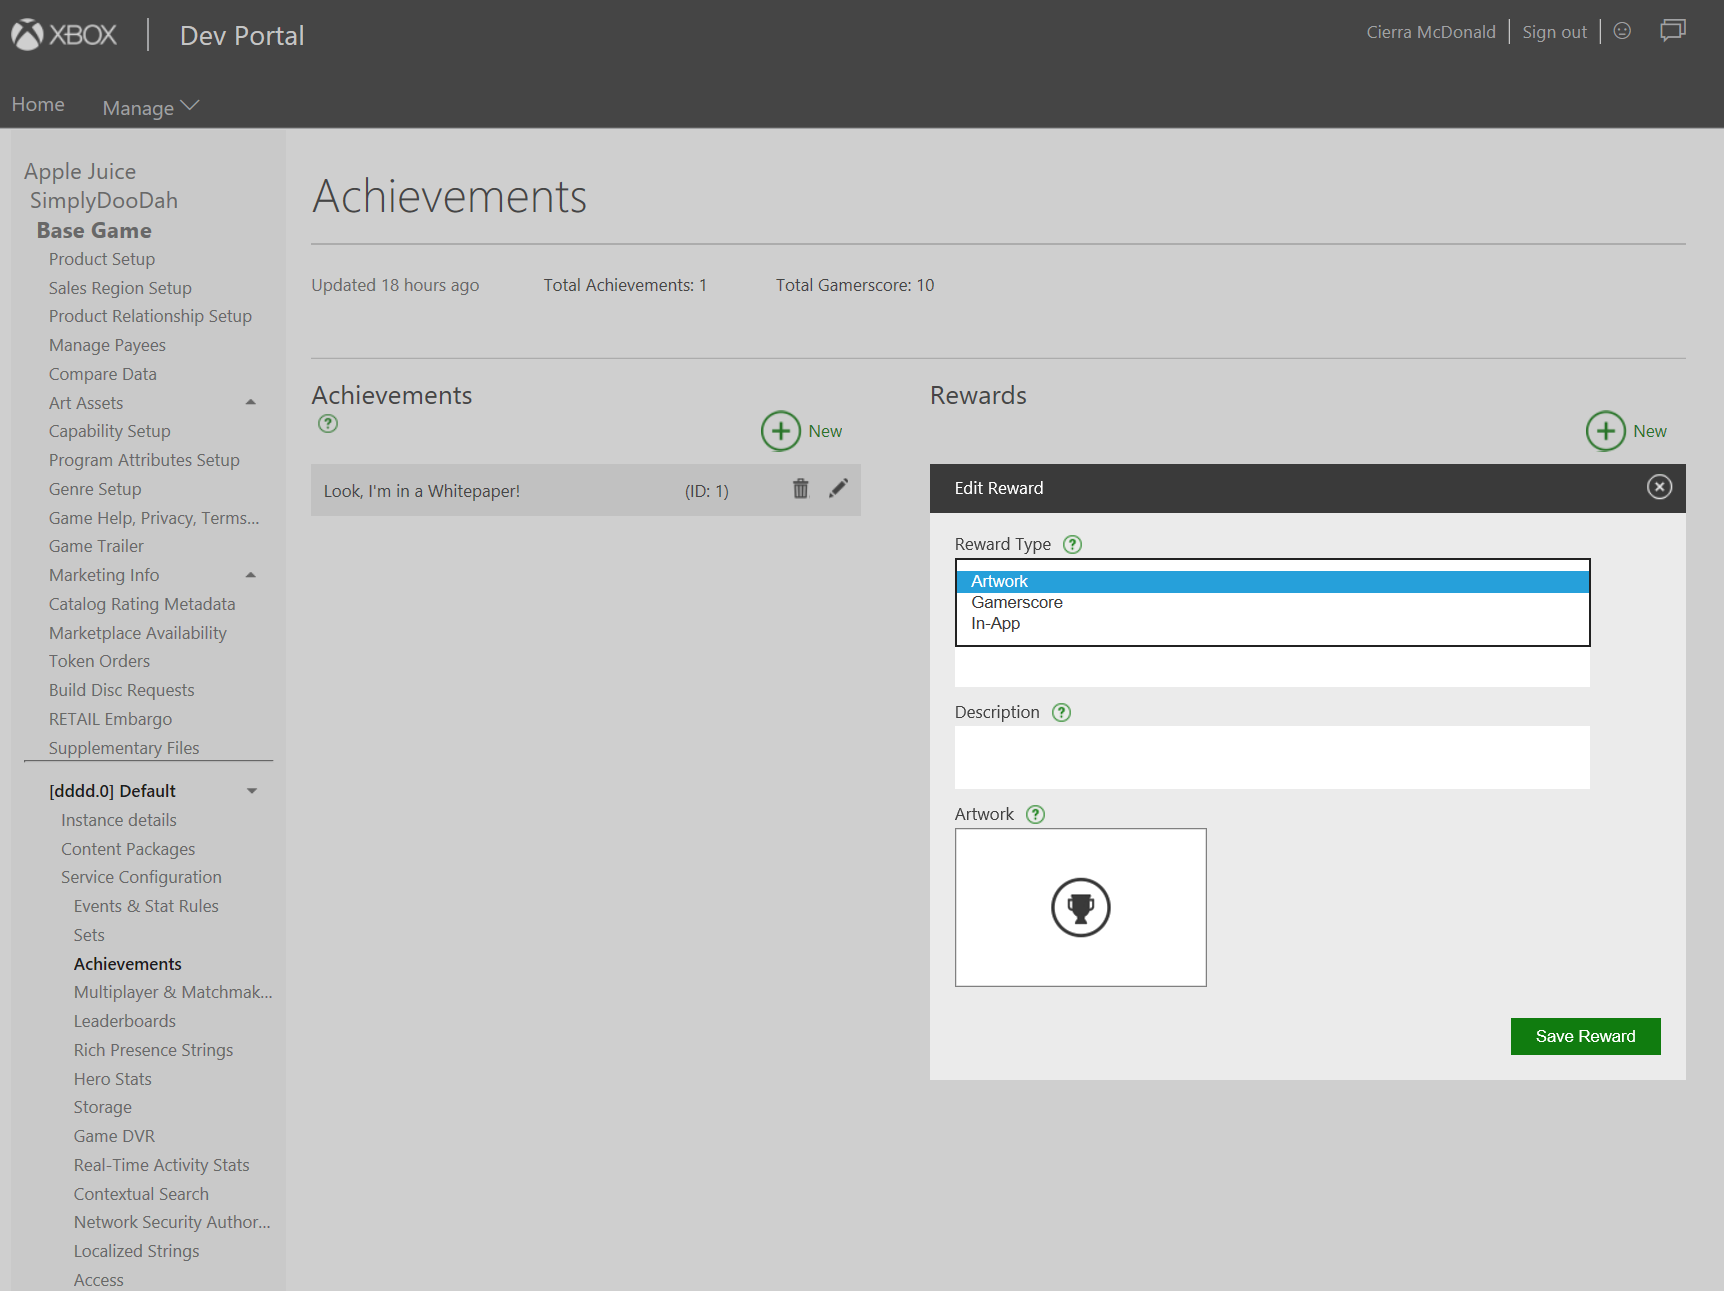 XBOX
Dev Portal
Cierra McDonald
Sign out
Home
Manage
Apple Juice
SimplyDooDah
Base Game
Product Setup
Sales Region Setup
Product Relationship Setup
Manage Payees
Compare Data
Art Assets
Capability Setup
Program Attributes Setup
Genre Setup
Game Help, Privacy, Terms...
Game Trailer
Marketing Info
Catalog Rating Metadata
Marketplace Availability
Token Orders
Build Disc Requests
RETAIL Embargo
Supplementary Files
[dddd.0] Default
Instance details
Content Packages
Service Configuration
Events & Stat Rules
Sets
Achievements
Multiplayer & Matchmak...
Leaderboards
Rich Presence Strings
Hero Stats
Storage
Game DVR
Real-Time Activity Stats
Contextual Search
Network Security Author...
Localized Strings
Access
Achievements
Updated 18 hours ago
Total Achievements: 1
Total Gamerscore: 10
Achievements
?
New
Look, I'm in a Whitepaper!
(ID: 1)
Rewards
New
Edit Reward
Reward Type ?
Artwork
Gamerscore
In-App
Description ?
Artwork ?
Save Reward